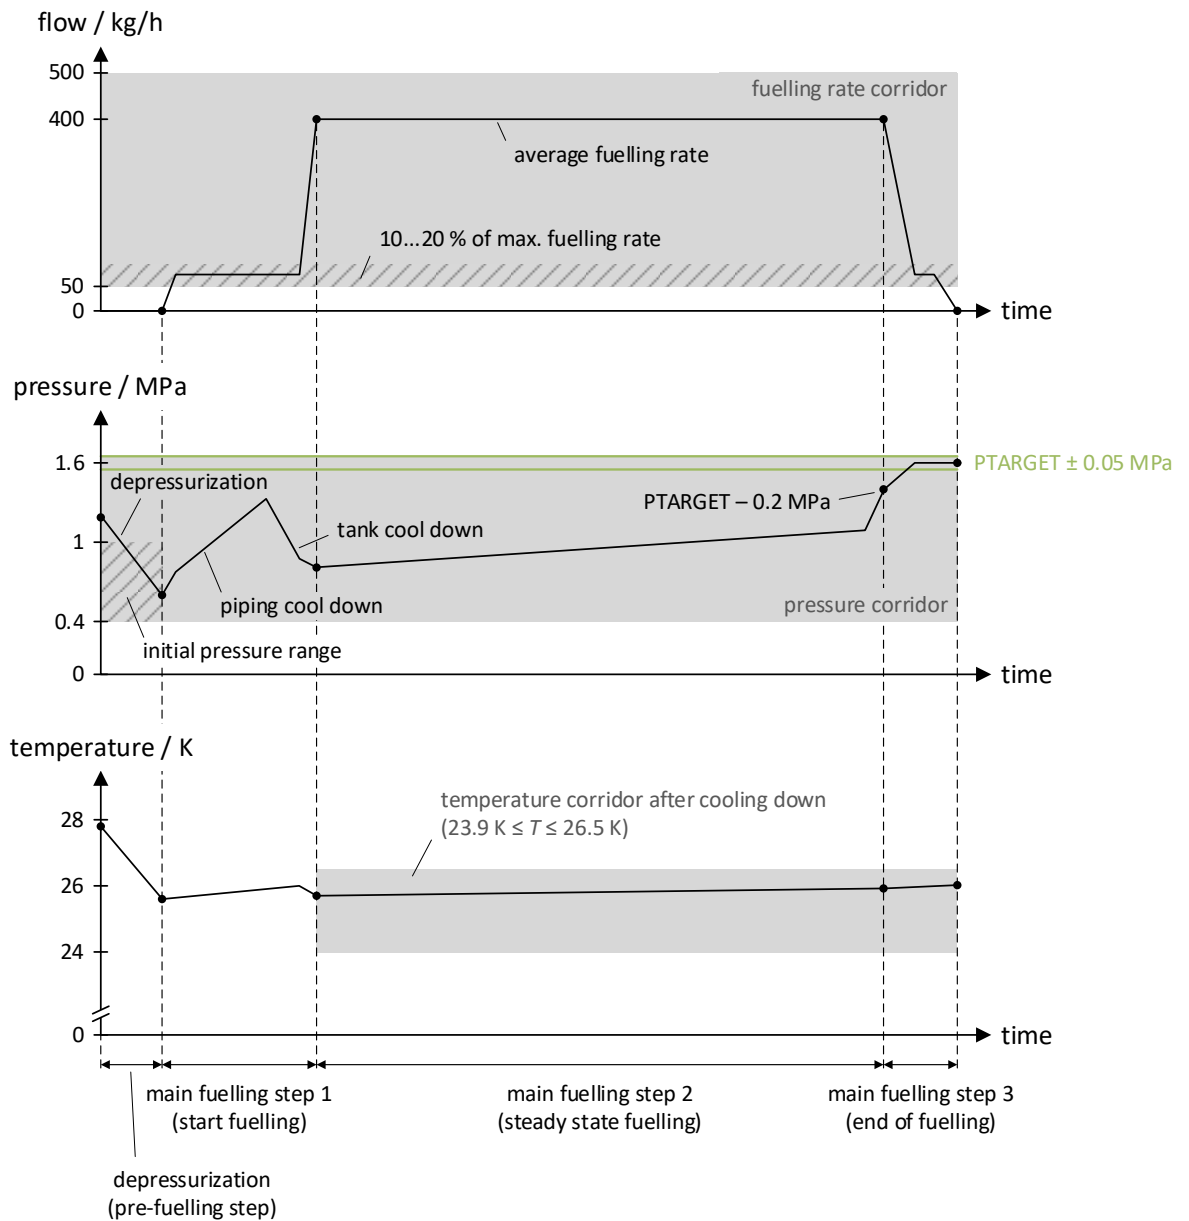 flow / kg/h
500
fuelling rate corridor
400
average fuelling rate
10...20 % of max. fuelling rate
50
0
time
pressure / MPa
1.6
PTARGET ± 0.05 MPa
depressurization
PTARGET – 0.2 MPa
tank cool down
1
piping cool down
pressure corridor
0.4
initial pressure range
0
time
temperature / K
temperature corridor after cooling down
(23.9 K ≤ T ≤ 26.5 K)
28
26
24
0
time
main fuelling step 1
(start fuelling)
main fuelling step 2
(steady state fuelling)
main fuelling step 3
(end of fuelling)
depressurization
(pre-fuelling step)